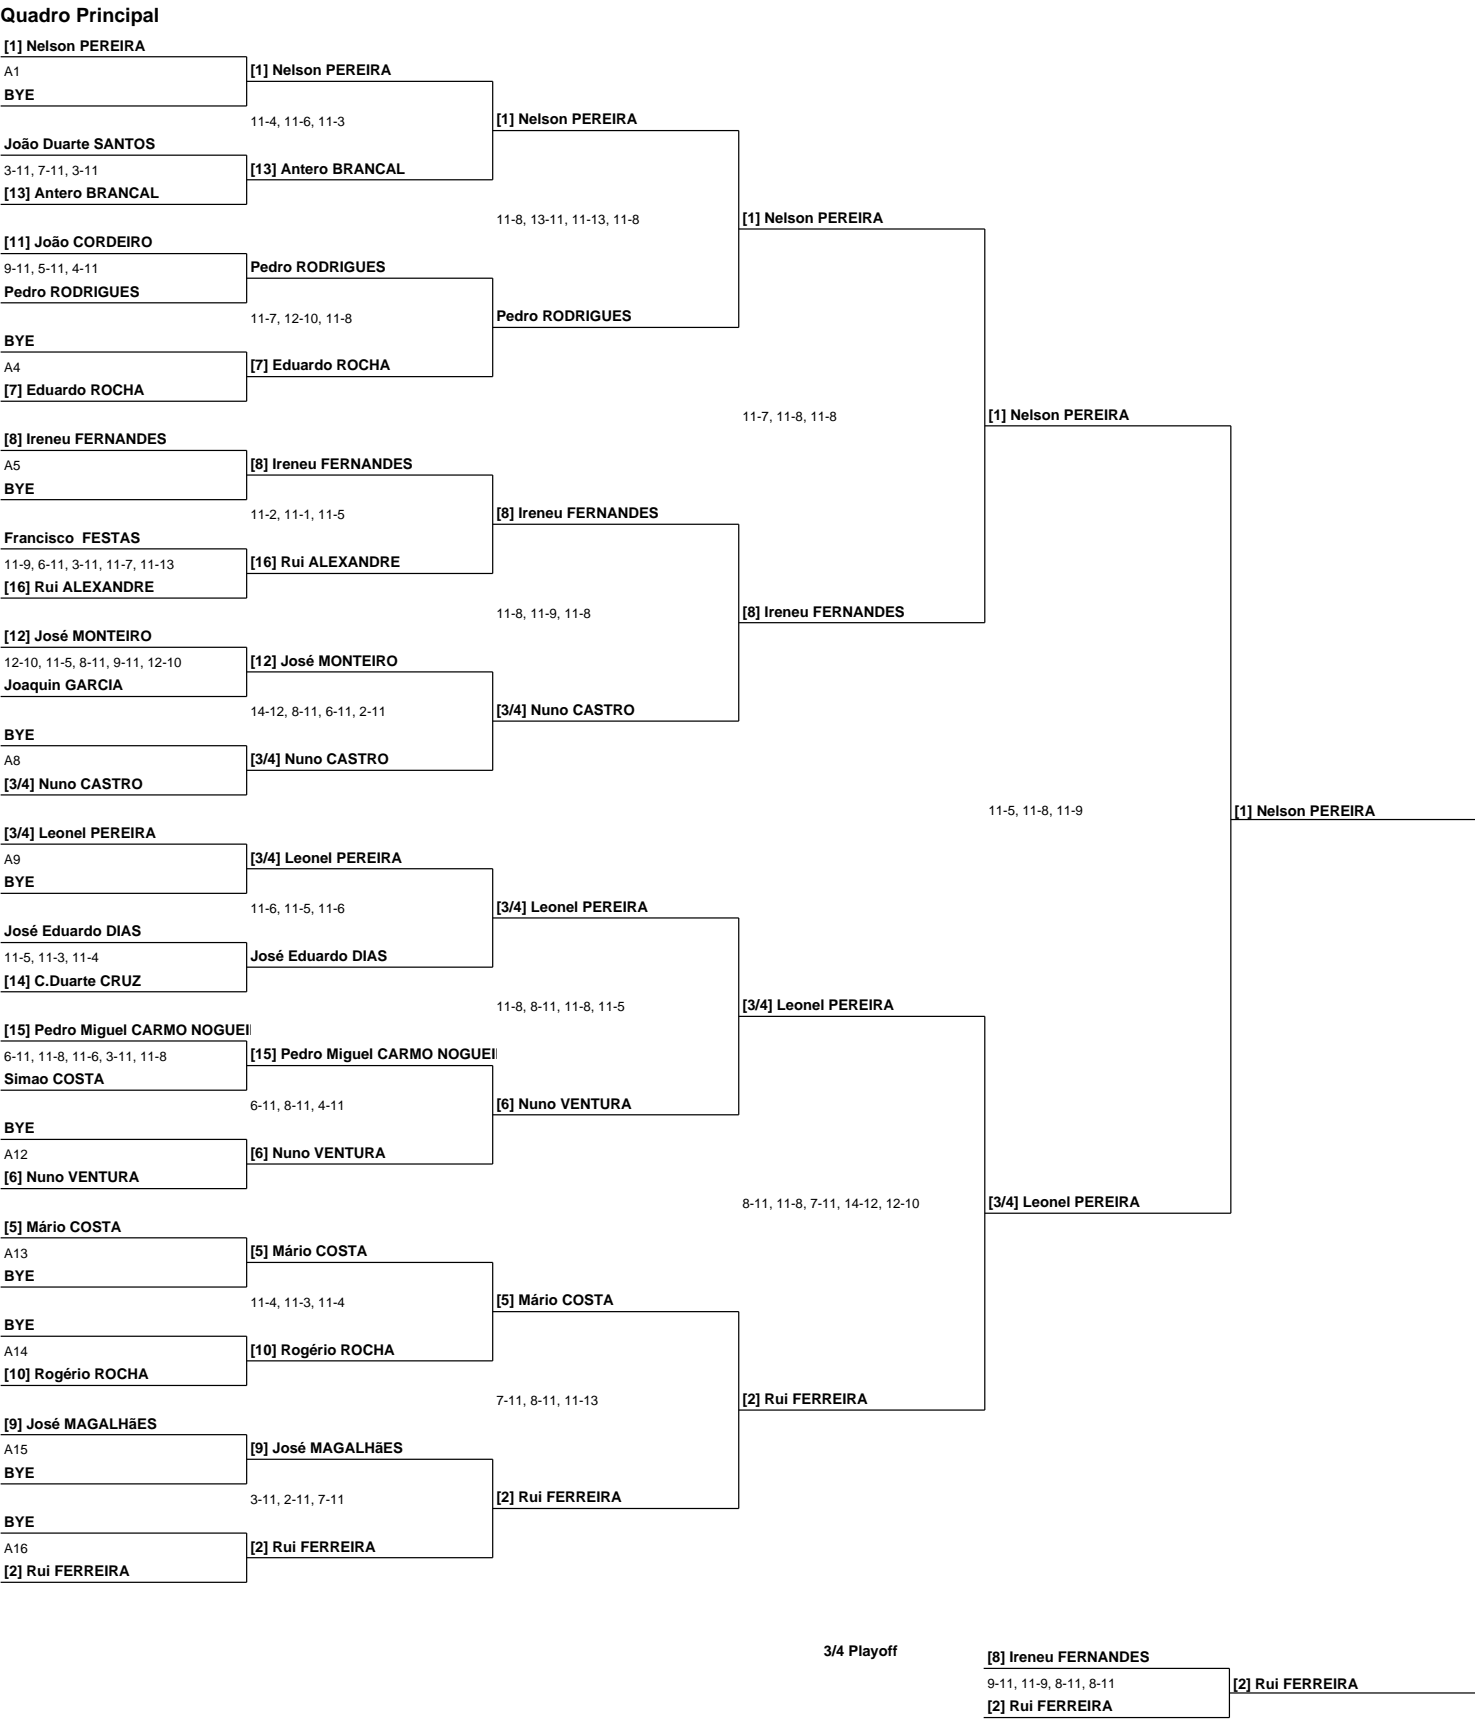 Quadro Principal
[1] Nelson PEREIRA
A1
BYE
João Duarte SANTOS
3-11, 7-11, 3-11
[13] Antero BRANCAL
[11] João CORDEIRO
9-11, 5-11, 4-11
Pedro RODRIGUES
BYE
A4
[7] Eduardo ROCHA
[8] Ireneu FERNANDES
A5
BYE
Francisco  FESTAS
11-9, 6-11, 3-11, 11-7, 11-13
[16] Rui ALEXANDRE
[12] José MONTEIRO
12-10, 11-5, 8-11, 9-11, 12-10
Joaquin GARCIA
BYE
A8
[3/4] Nuno CASTRO
[3/4] Leonel PEREIRA
A9
BYE
José Eduardo DIAS
11-5, 11-3, 11-4
[14] C.Duarte CRUZ
[15] Pedro Miguel CARMO NOGUEI
6-11, 11-8, 11-6, 3-11, 11-8
Simao COSTA
BYE
A12
[6] Nuno VENTURA
[5] Mário COSTA
A13
BYE
BYE
A14
[10] Rogério ROCHA
[9] José MAGALHãES
A15
BYE
BYE
A16
[2] Rui FERREIRA
[1] Nelson PEREIRA
11-4, 11-6, 11-3
[13] Antero BRANCAL
Pedro RODRIGUES
11-7, 12-10, 11-8
[7] Eduardo ROCHA
[8] Ireneu FERNANDES
11-2, 11-1, 11-5
[16] Rui ALEXANDRE
[12] José MONTEIRO
14-12, 8-11, 6-11, 2-11
[3/4] Nuno CASTRO
[3/4] Leonel PEREIRA
11-6, 11-5, 11-6
José Eduardo DIAS
[15] Pedro Miguel CARMO NOGUEI
6-11, 8-11, 4-11
[6] Nuno VENTURA
[5] Mário COSTA
11-4, 11-3, 11-4
[10] Rogério ROCHA
[9] José MAGALHãES
3-11, 2-11, 7-11
[2] Rui FERREIRA
[1] Nelson PEREIRA
11-8, 13-11, 11-13, 11-8
Pedro RODRIGUES
[8] Ireneu FERNANDES
11-8, 11-9, 11-8
[3/4] Nuno CASTRO
[3/4] Leonel PEREIRA
11-8, 8-11, 11-8, 11-5
[6] Nuno VENTURA
[5] Mário COSTA
7-11, 8-11, 11-13
[2] Rui FERREIRA
[1] Nelson PEREIRA
11-7, 11-8, 11-8
[8] Ireneu FERNANDES
[3/4] Leonel PEREIRA
8-11, 11-8, 7-11, 14-12, 12-10
[2] Rui FERREIRA
[1] Nelson PEREIRA
11-5, 11-8, 11-9
[3/4] Leonel PEREIRA
[1] Nelson PEREIRA
3/4 Playoff
[8] Ireneu FERNANDES
9-11, 11-9, 8-11, 8-11
[2] Rui FERREIRA
[2] Rui FERREIRA